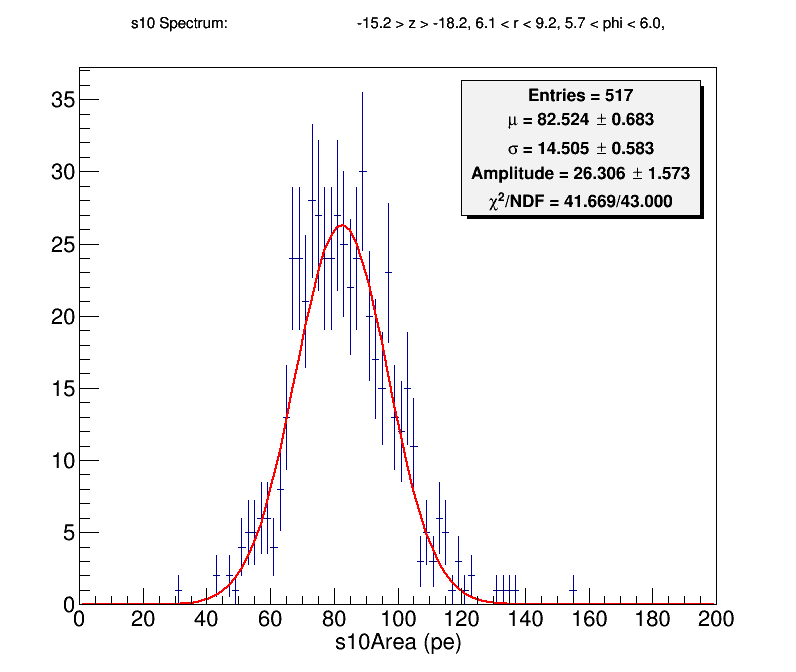 s10 Spectrum: -15.2 > z > -18.2, 6.1 < r < 9.2, 5.7 < phi < 6.0,
Entries = 517
μ = 82.524 ± 0.683
σ = 14.505 ± 0.583
Amplitude = 26.306 ± 1.573
χ²/NDF = 41.669/43.000
35
30
25
20
15
10
5
0
0 20 40 60 80 100 120 140 160 180 200
s10Area (pe)